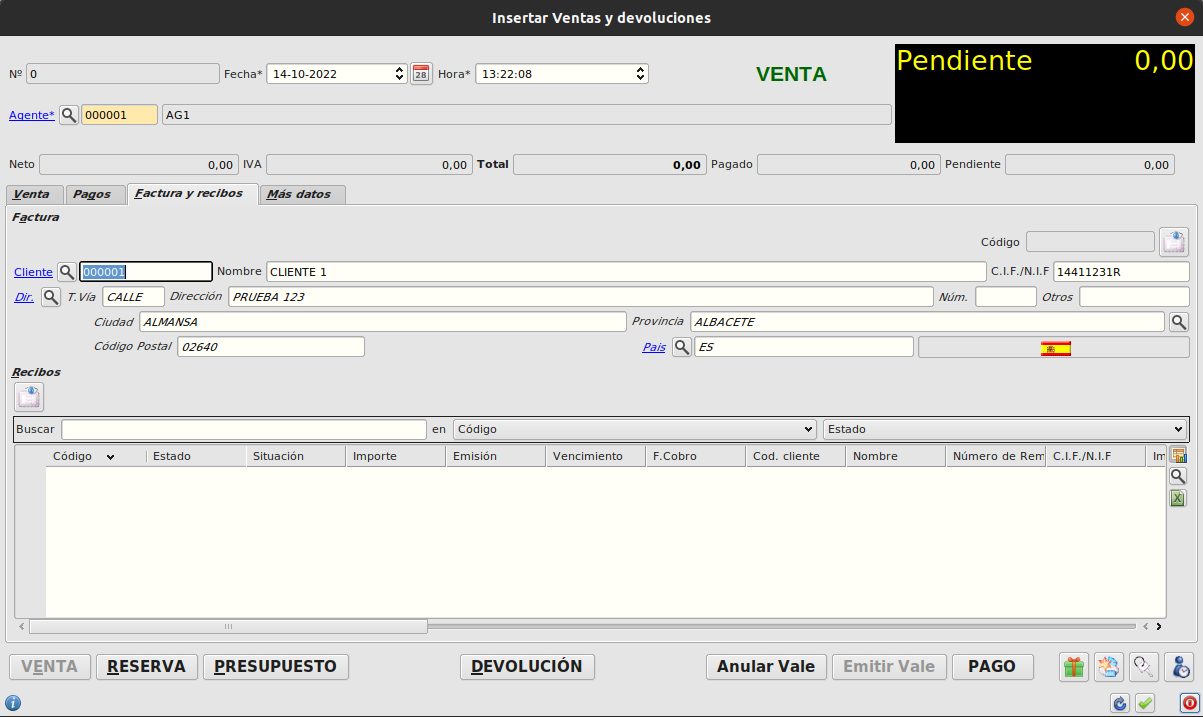 Insertar Ventas y devoluciones
Pendiente 0,00
Nº 0 Fecha* 14-10-2022 28 Hora* 13:22:08 VENTA
Agente* 000001 AG1
Neto 0,00 IVA 0,00 Total 0,00 Pagado 0,00 Pendiente 0,00
Venta Pagos Factura y recibos Más datos
Factura
Código
Cliente 000001 Nombre CLIENTE 1 C.I.F./N.I.F 14411231R
Dir. T.Vía CALLE Dirección PRUEBA 123 Núm. Otros
Ciudad ALMANSA Provincia ALBACETE
Código Postal 02640 Pais ES
Recibos
Buscar en Código Estado
Código Estado Situación Importe Emisión Vencimiento F.Cobro Cod. cliente Nombre Número de Rem C.I.F./N.I.F Im
VENTA RESERVA PRESUPUESTO DEVOLUCIÓN Anular Vale Emitir Vale PAGO